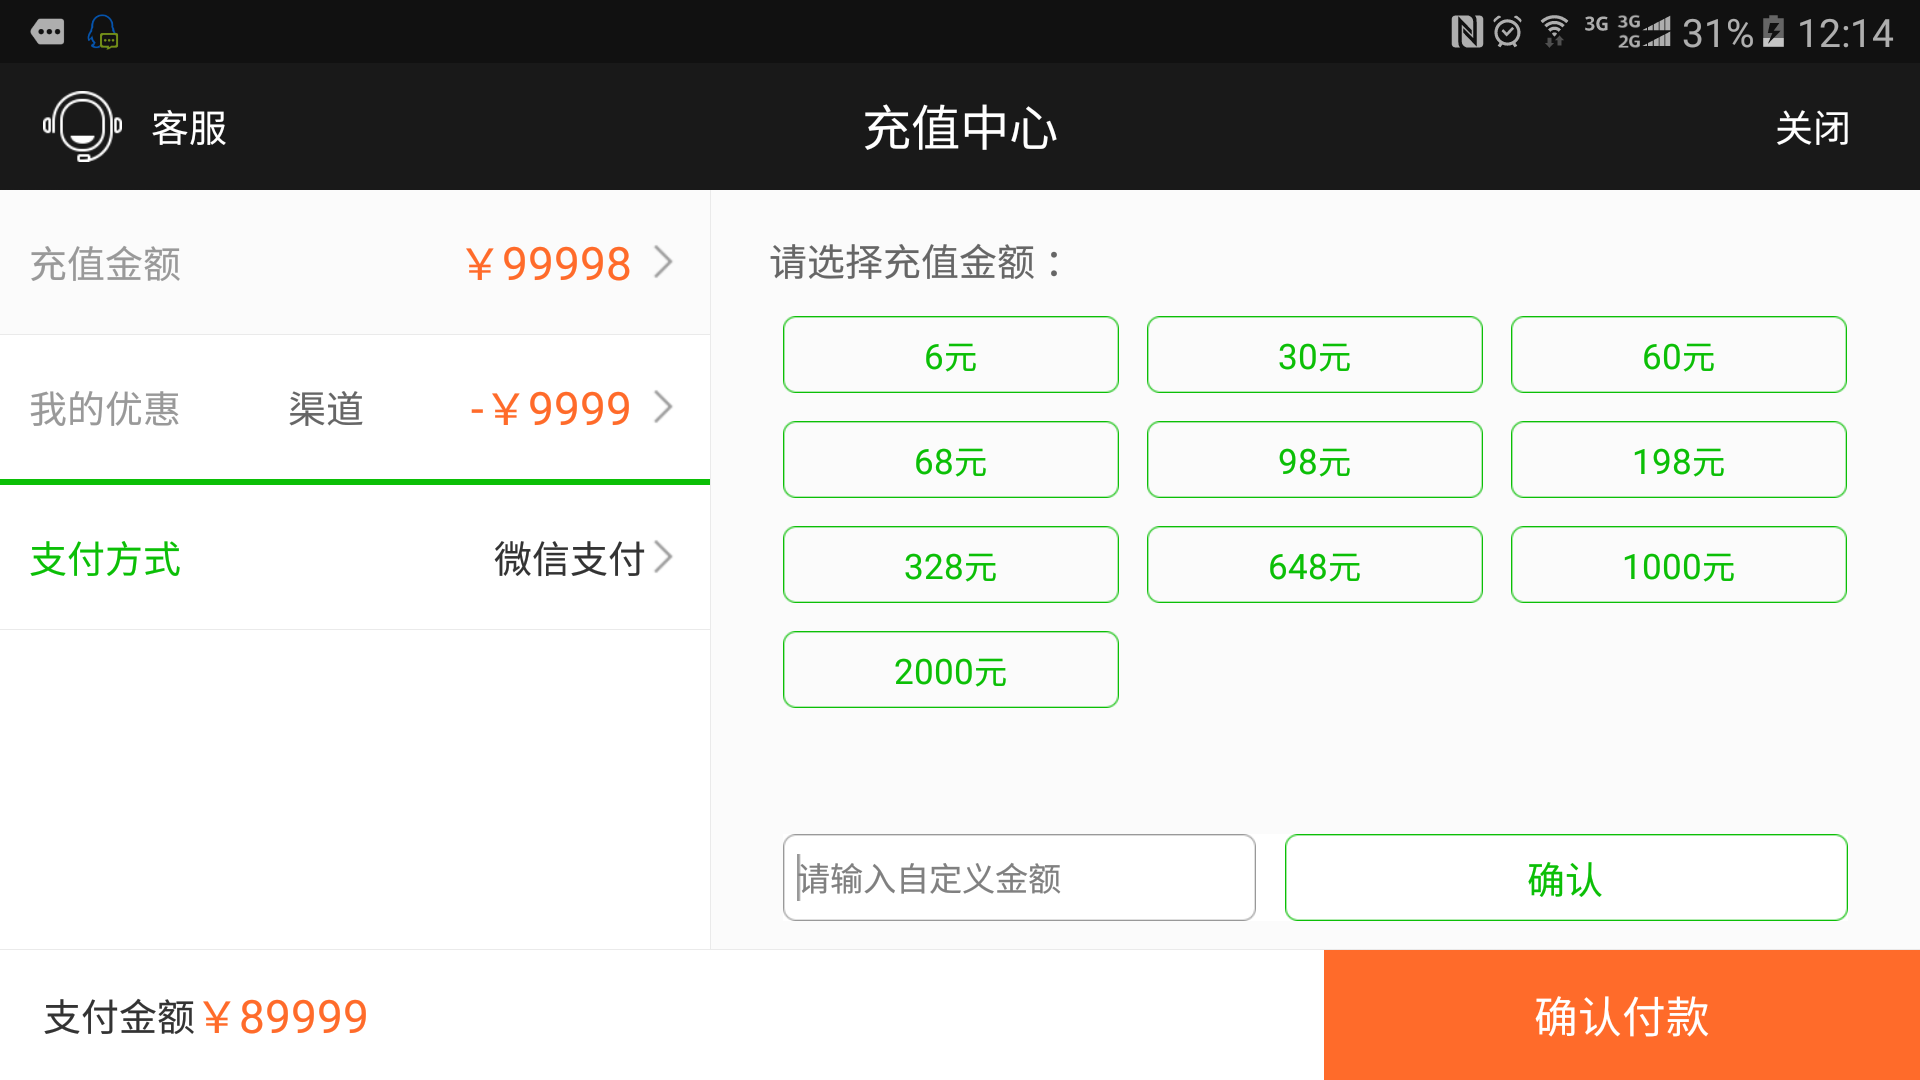 3G 3G 2G 31% 12:14
客服 充值中心 关闭
充值金额 ￥99998
我的优惠 渠道 -￥9999
支付方式 微信支付
请选择充值金额：
6元 30元 60元
68元 98元 198元
328元 648元 1000元
2000元
请输入自定义金额 确认
支付金额￥89999 确认付款